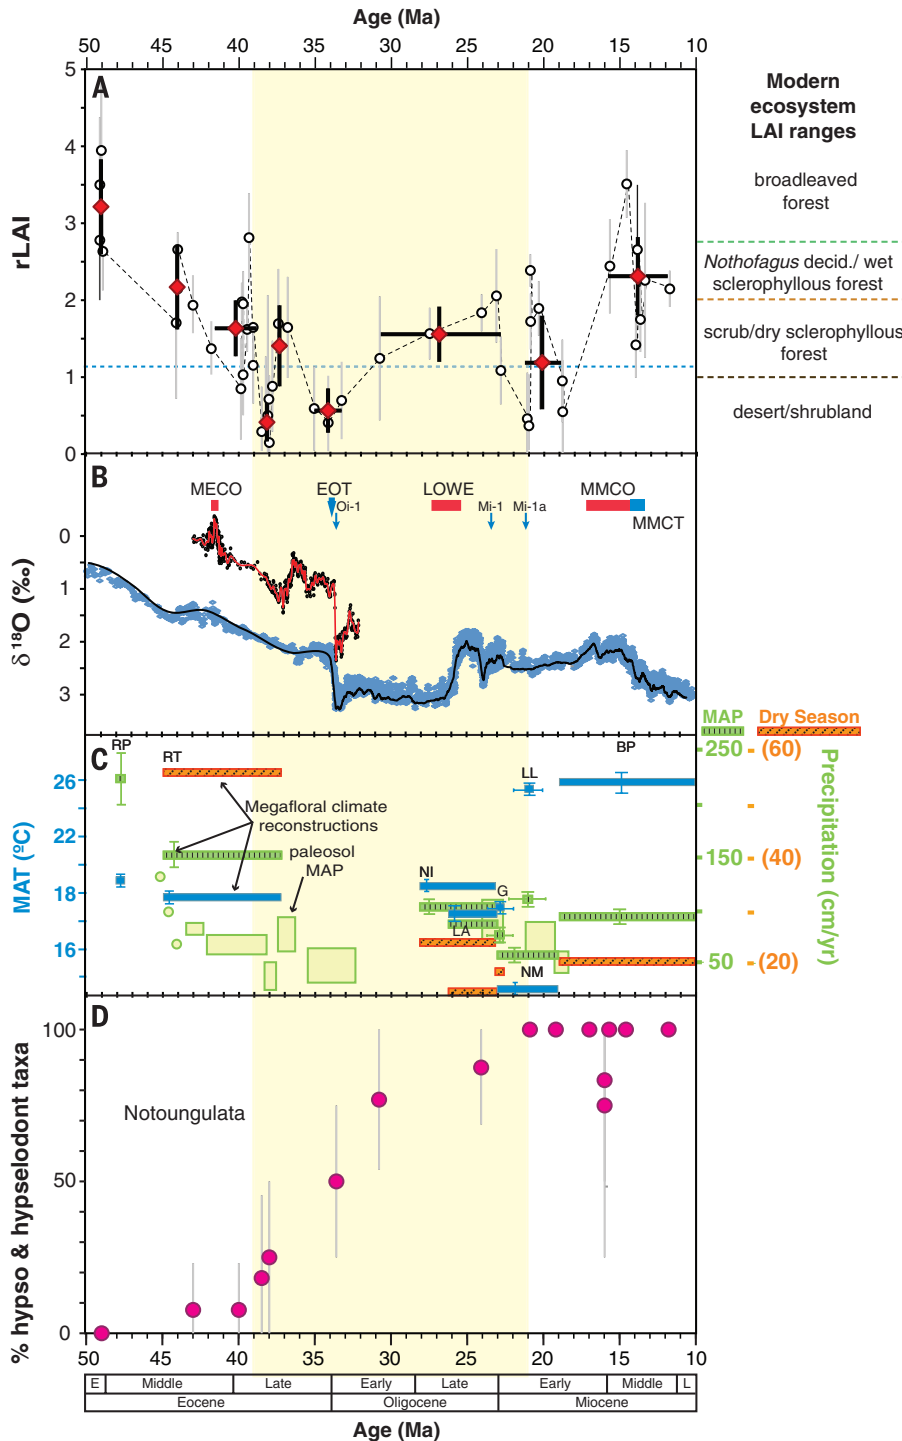 Age (Ma)
50 45 40 35 30 25 20 15 10
A
5
4
3
2
1
0
rLAI
Modern
ecosystem
LAI ranges
broadleaved
forest
Nothofagus decid./ wet
sclerophyllous forest
scrub/dry sclerophyllous
forest
desert/shrubland
B
MECO
EOT
Oi-1
LOWE
Mi-1
Mi-1a
MMCO
MMCT
0
1
2
3
δ18O (‰)
MAP
Dry Season
C
RP
RT
Megafloral climate
reconstructions
paleosol
MAP
NI
LA
G
LL
NM
BP
26
22
18
16
MAT (ºC)
250 (60)
150 (40)
50 (20)
Precipitation (cm/yr)
D
Notoungulata
100
50
0
% hypso & hypselodont taxa
50 45 40 35 30 25 20 15 10
E Middle Late Early Late Early Middle L
Eocene Oligocene Miocene
Age (Ma)